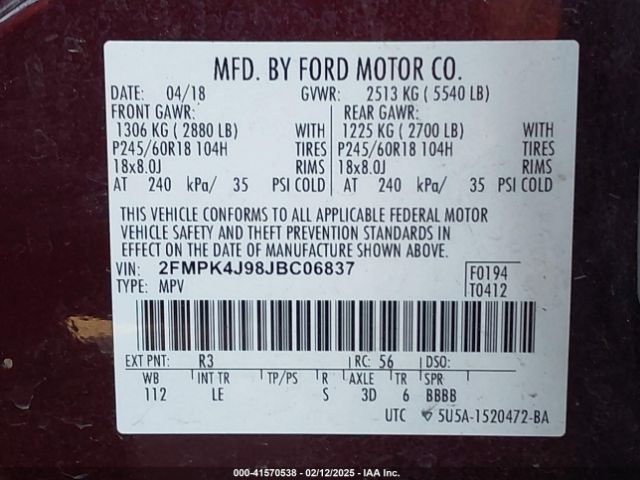 MFD. BY FORD MOTOR CO.
DATE: 04/18 GVWR: 2513 KG ( 5540 LB)
FRONT GAWR: REAR GAWR:
1306 KG ( 2880 LB) WITH 1225 KG ( 2700 LB) WITH
P245/60R18 104H TIRES P245/60R18 104H TIRES
18x8.0J RIMS 18x8.0J RIMS
AT 240 kPa/ 35 PSI COLD AT 240 kPa/ 35 PSI COLD
THIS VEHICLE CONFORMS TO ALL APPLICABLE FEDERAL MOTOR
VEHICLE SAFETY AND THEFT PREVENTION STANDARDS IN
EFFECT ON THE DATE OF MANUFACTURE SHOWN ABOVE.
VIN: 2FMPK4J98JBC06837 F0194
TYPE: MPV T0412
EXT PNT: R3 RC: 56 DSO:
WB INT TR TP/PS R AXLE TR SPR
112 LE S 3D 6 BBBB
UTC 5U5A-1520472-BA
000-41570538 - 02/12/2025 - IAA Inc.